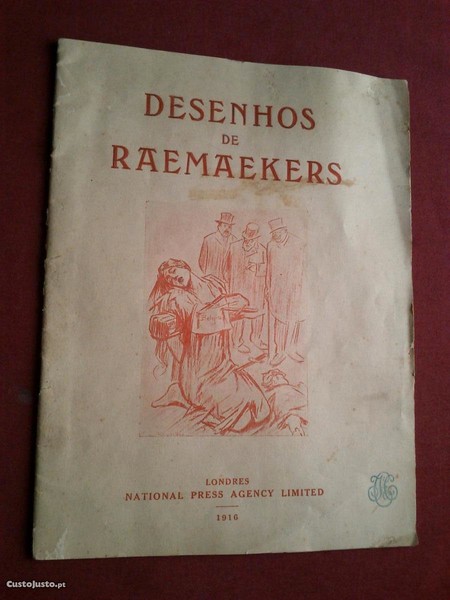 DESENHOS
DE
RAEMAEKERS
LONDRES
NATIONAL PRESS AGENCY LIMITED
1916
CustoJusto.pt